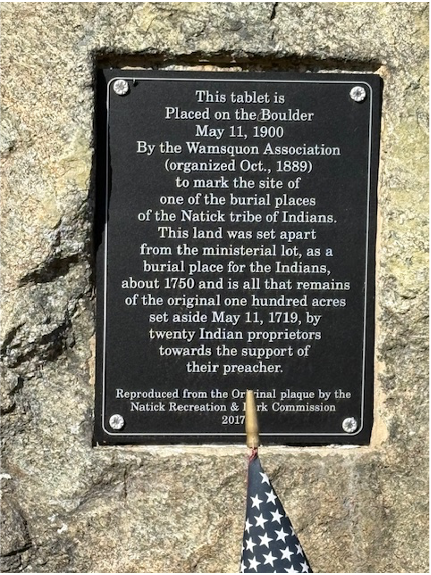 This tablet is
Placed on the Boulder
May 11, 1900
By the Wamsquon Association
(organized Oct., 1889)
to mark the site of
one of the burial places
of the Natick tribe of Indians.
This land was set apart
from the ministerial lot, as a
burial place for the Indians,
about 1750 and is all that remains
of the original one hundred acres
set aside May 11, 1719, by
twenty Indian proprietors
towards the support of
their preacher.
Reproduced from the Original plaque by the
Natick Recreation & Park Commission
2017